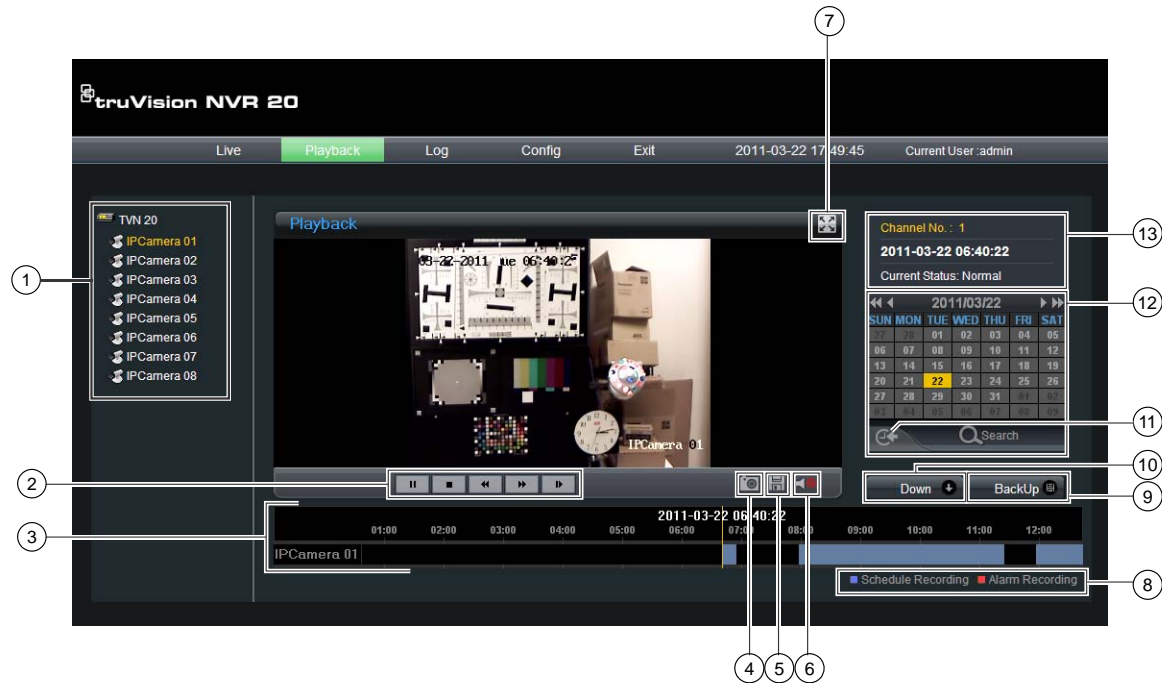 7
truVision NVR 20
Live Playback Log Config Exit 2011-03-22 17:49:45 Current User :admin
1
TVN 20
IPCamera 01
IPCamera 02
IPCamera 03
IPCamera 04
IPCamera 05
IPCamera 06
IPCamera 07
IPCamera 08
Playback
03-22-2011 ue 06:40:2
IPCamera 01
Channel No. : 1
2011-03-22 06:40:22
Current Status: Normal
13
2011/03/22
12
SUN MON TUE WED THU FRI SAT
27 28 01 02 03 04 05
06 07 08 09 10 11 12
13 14 15 16 17 18 19
20 21 22 23 24 25 26
27 28 29 30 31 01 02
03 04 05 06 07 08 09
Search
11
10
Down BackUp
9
2
2011-03-22 06:40:22
01:00 02:00 03:00 04:00 05:00 06:00 07:00 08:00 09:00 10:00 11:00 12:00
3
IPCamera 01
Schedule Recording Alarm Recording
8
4 5 6